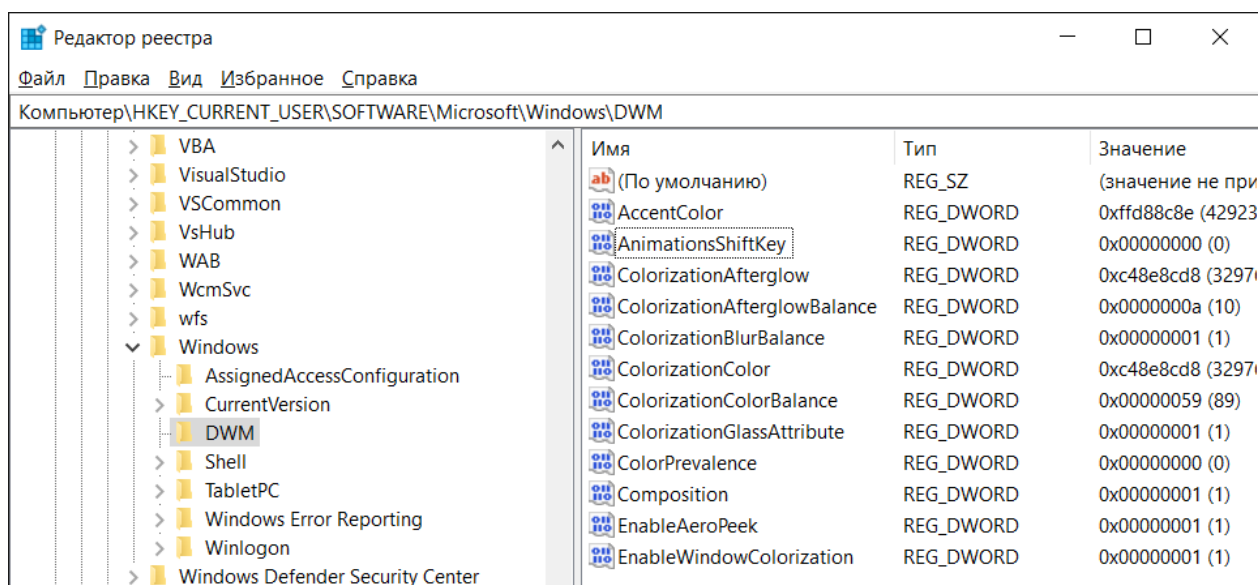 Редактор реестра
Файл Правка Вид Избранное Справка
Компьютер\HKEY_CURRENT_USER\SOFTWARE\Microsoft\Windows\DWM
VBA
VisualStudio
VSCommon
VsHub
WAB
WcmSvc
wfs
Windows
AssignedAccessConfiguration
CurrentVersion
DWM
Shell
TabletPC
Windows Error Reporting
Winlogon
Windows Defender Security Center
Имя Тип Значение
(По умолчанию) REG_SZ (значение не при
AccentColor REG_DWORD 0xffd88c8e (42923
AnimationsShiftKey REG_DWORD 0x00000000 (0)
ColorizationAfterglow REG_DWORD 0xc48e8cd8 (3297
ColorizationAfterglowBalance REG_DWORD 0x0000000a (10)
ColorizationBlurBalance REG_DWORD 0x00000001 (1)
ColorizationColor REG_DWORD 0xc48e8cd8 (3297
ColorizationColorBalance REG_DWORD 0x00000059 (89)
ColorizationGlassAttribute REG_DWORD 0x00000001 (1)
ColorPrevalence REG_DWORD 0x00000000 (0)
Composition REG_DWORD 0x00000001 (1)
EnableAeroPeek REG_DWORD 0x00000001 (1)
EnableWindowColorization REG_DWORD 0x00000001 (1)